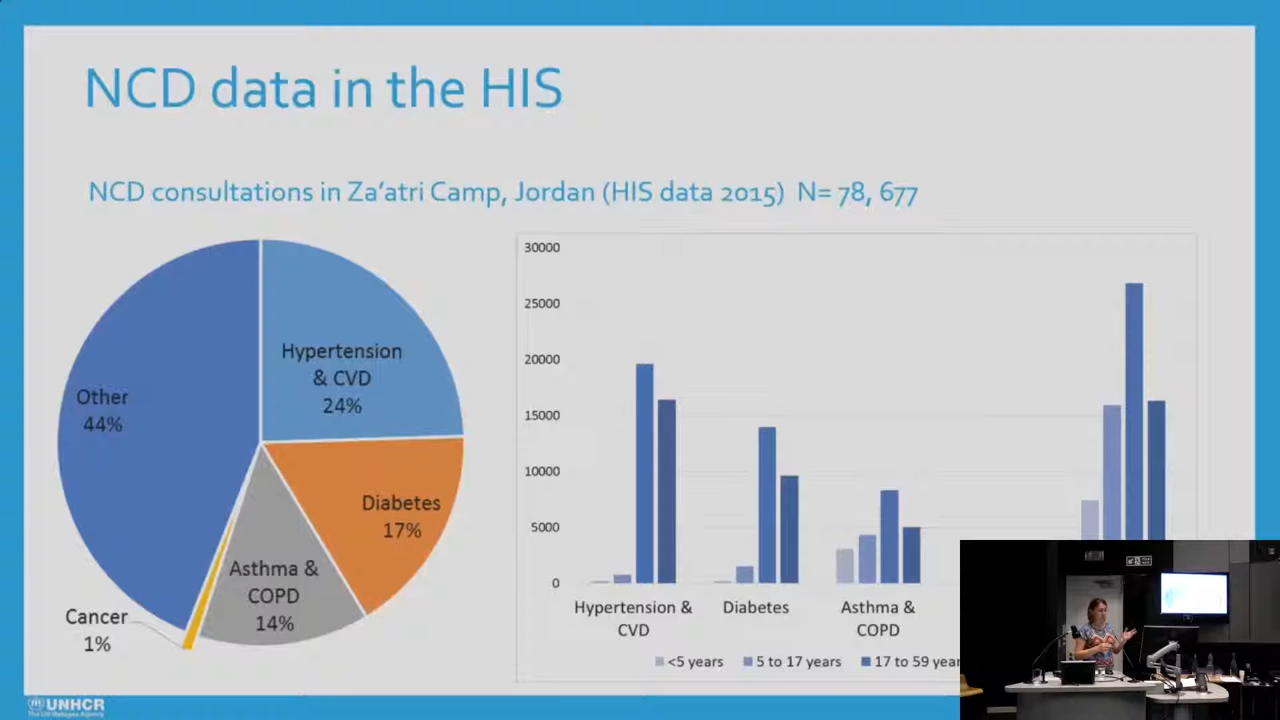 NCD data in the HIS
NCD consultations in Za'atri Camp, Jordan (HIS data 2015) N= 78, 677
Other
44%
Hypertension
& CVD
24%
Diabetes
17%
Asthma &
COPD
14%
Cancer
1%
30000
25000
20000
15000
10000
5000
0
Hypertension &
CVD
Diabetes
Asthma &
COPD
<5 years
5 to 17 years
17 to 59 year
UNHCR
The UN Refugee Agency